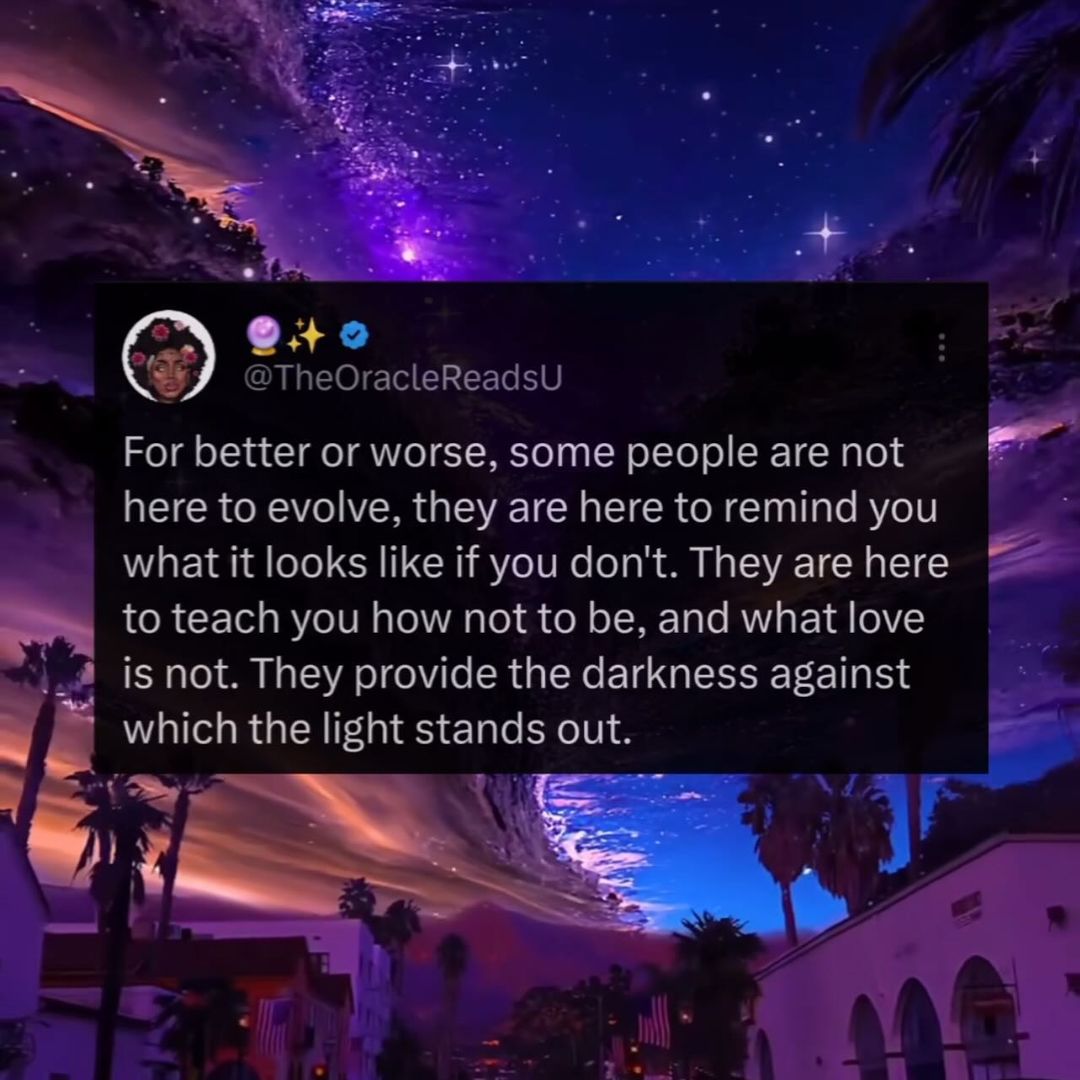 🔮✨
@TheOracleReadsU
For better or worse, some people are not
here to evolve, they are here to remind you
what it looks like if you don't. They are here
to teach you how not to be, and what love
is not. They provide the darkness against
which the light stands out.